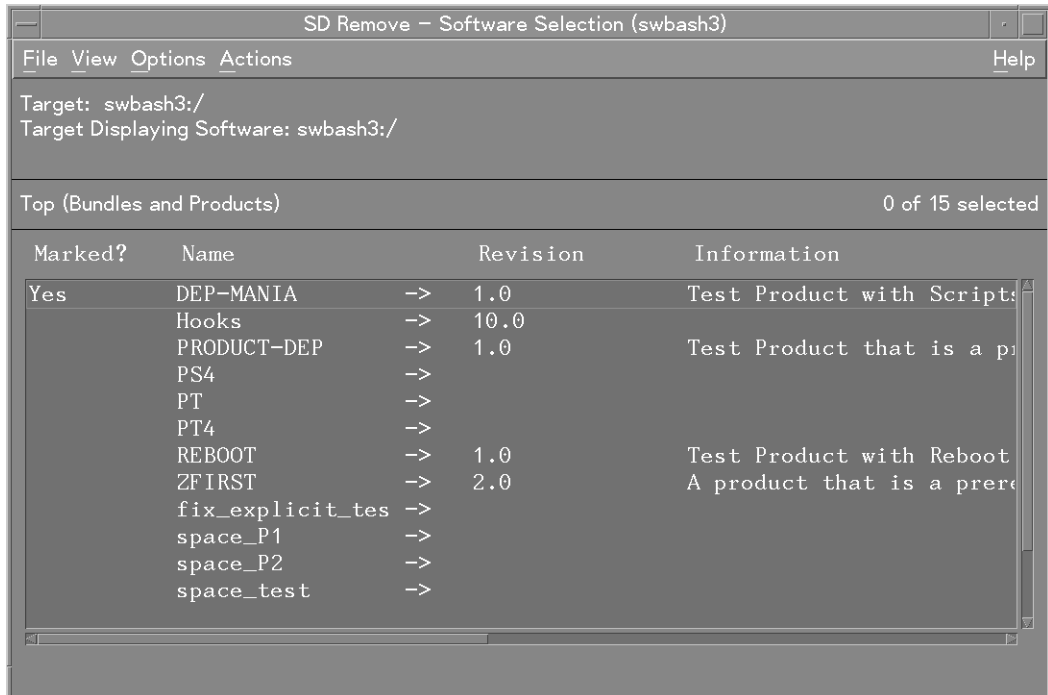 SD Remove - Software Selection (swbash3)
File View Options Actions Help
Target: swbash3:/
Target Displaying Software: swbash3:/
Top (Bundles and Products) 0 of 15 selected
Marked? Name Revision Information
Yes DEP-MANIA -> 1.0 Test Product with Scripts
Hooks -> 10.0
PRODUCT-DEP -> 1.0 Test Product that is a
PS4 ->
PT ->
PT4 ->
REBOOT -> 1.0 Test Product with Reboot
ZFIRST -> 2.0 A product that is a
fix_explicit_tes ->
space_P1 ->
space_P2 ->
space_test ->